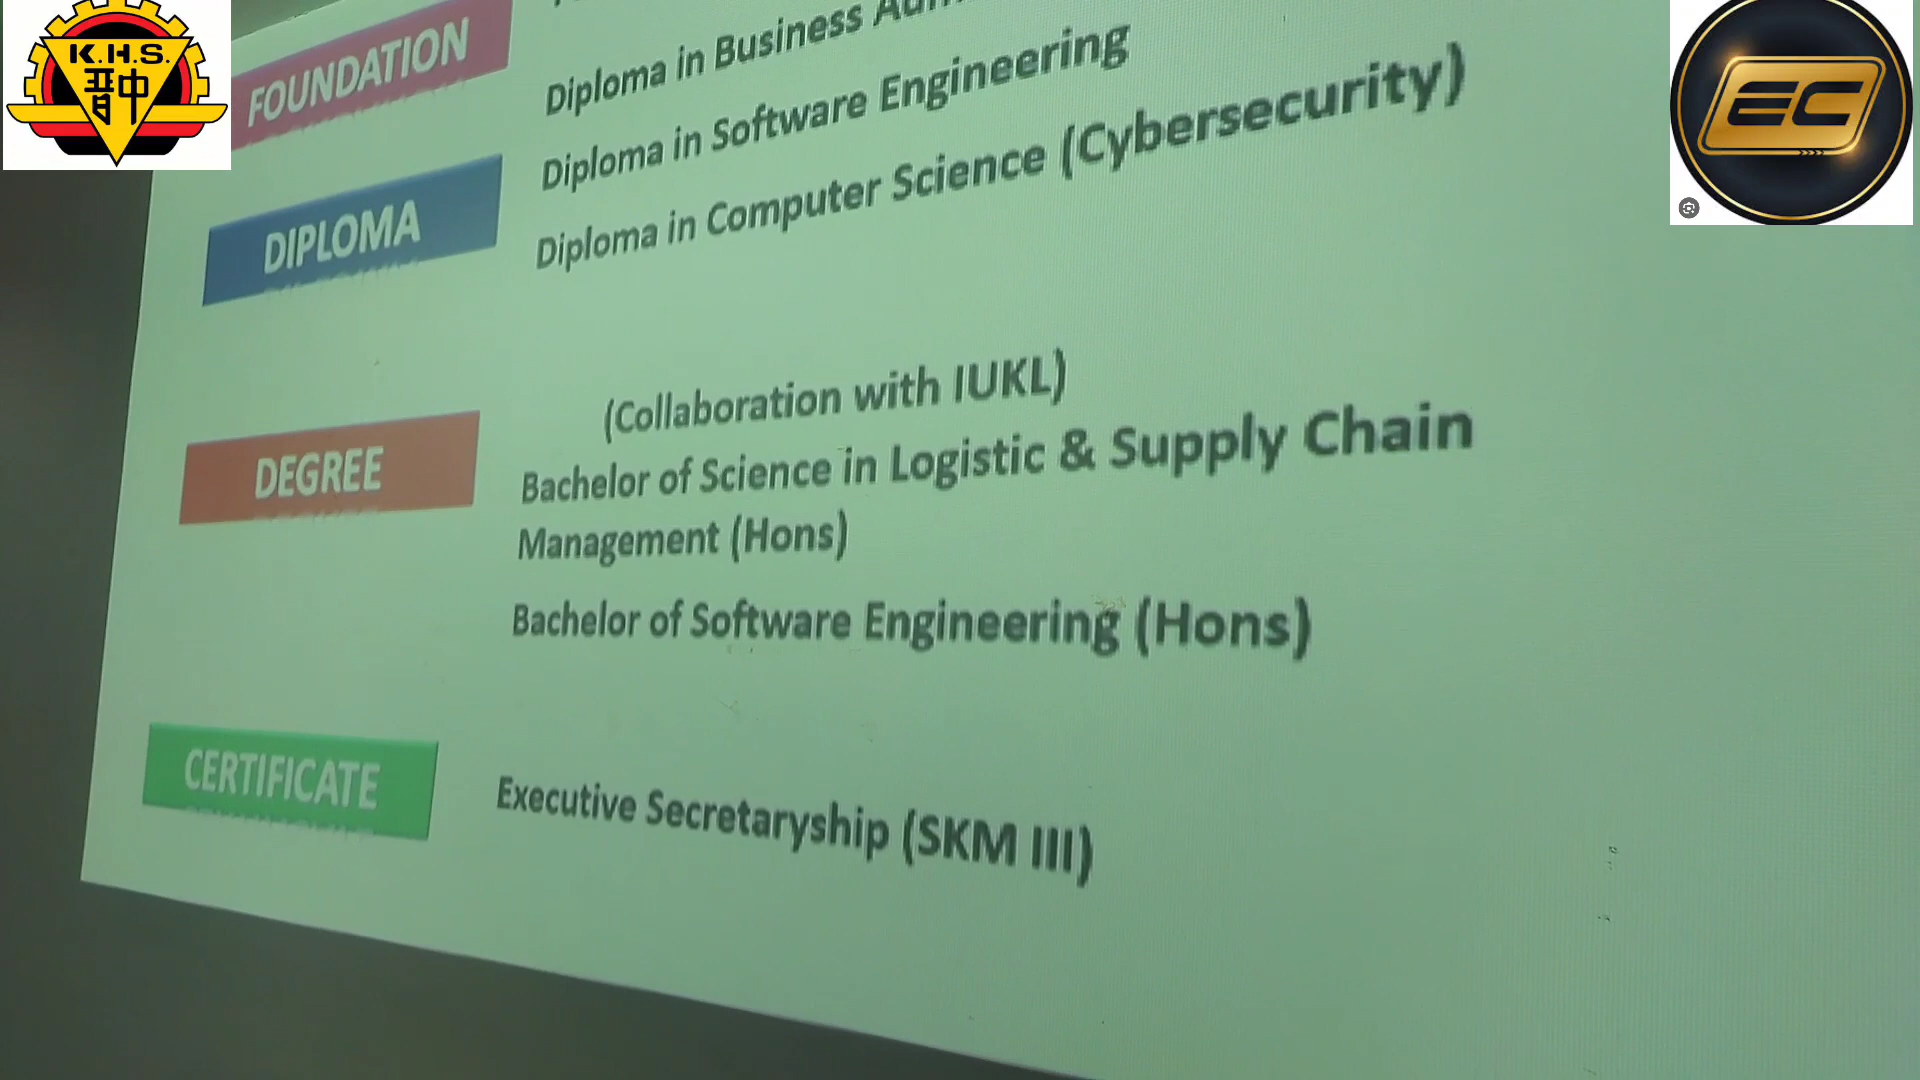 K.H.S.
晋中
EC
FOUNDATION
Diploma in Business
Diploma in Software Engineering
DIPLOMA
Diploma in Computer Science (Cybersecurity)
(Collaboration with IUKL)
DEGREE
Bachelor of Science in Logistic & Supply Chain
Management (Hons)
Bachelor of Software Engineering (Hons)
CERTIFICATE
Executive Secretaryship (SKM III)